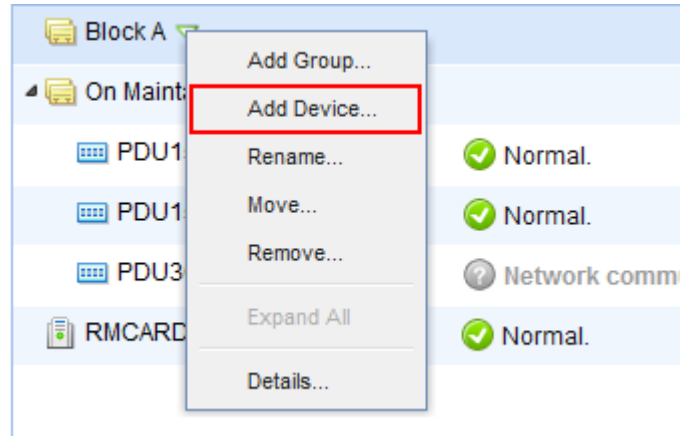 Block A
Add Group...
On Mainte
Add Device...
PDU1
Rename...
Normal.
PDU1
Move...
Normal.
Remove...
PDU3
Network commu
Expand All
RMCARD
Normal.
Details...